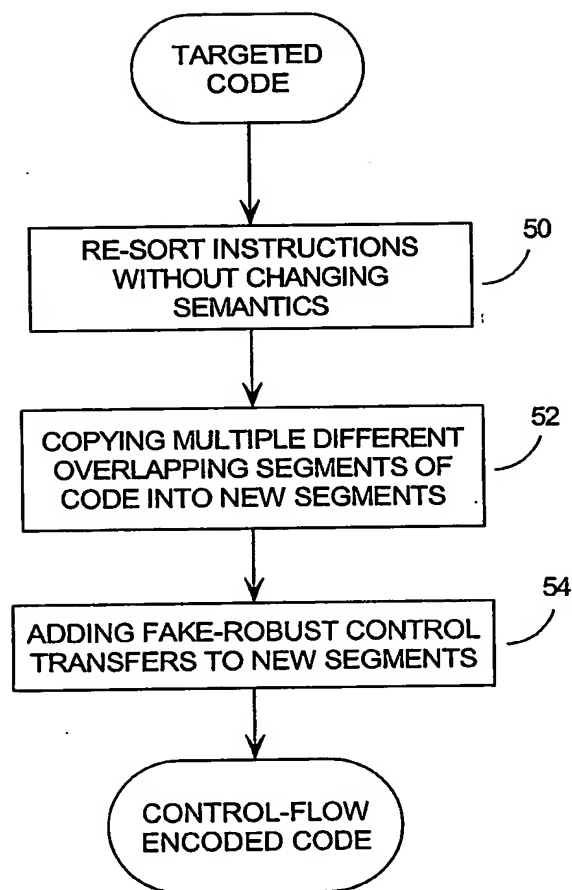 TARGETED
CODE
RE-SORT INSTRUCTIONS
WITHOUT CHANGING
SEMANTICS
50
COPYING MULTIPLE DIFFERENT
OVERLAPPING SEGMENTS OF
CODE INTO NEW SEGMENTS
52
ADDING FAKE-ROBUST CONTROL
TRANSFERS TO NEW SEGMENTS
54
CONTROL-FLOW
ENCODED CODE